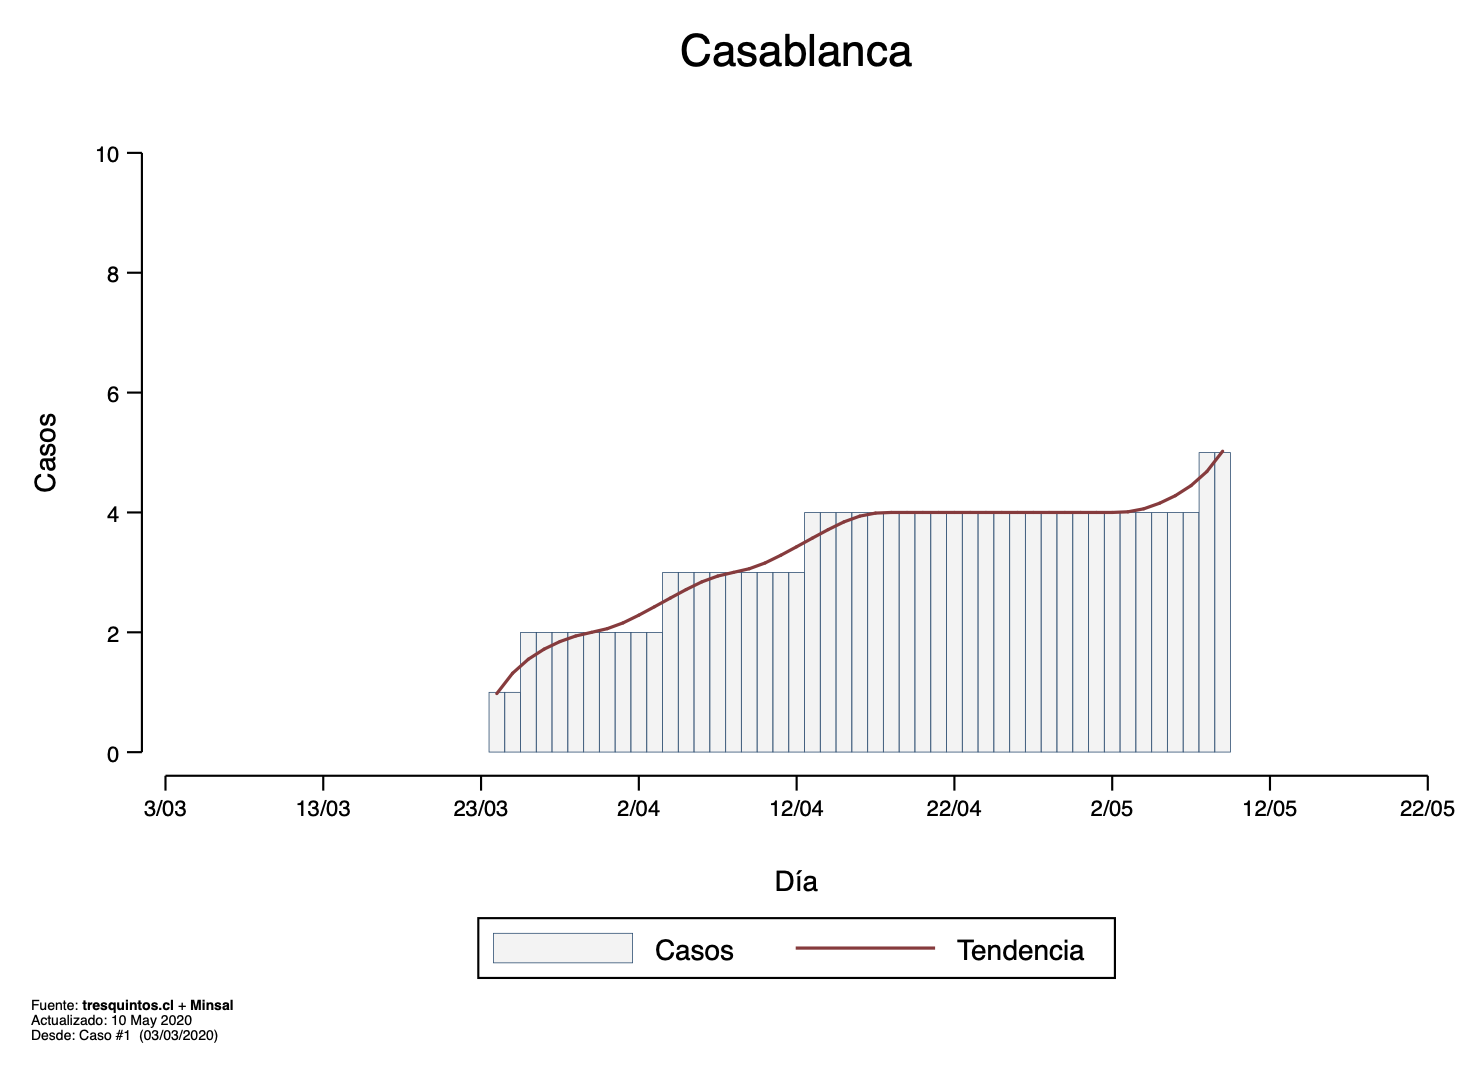 Casablanca
10
8
6
4
2
0
Casos
3/03 13/03 23/03 2/04 12/04 22/04 2/05 12/05 22/05
Día
Casos Tendencia
Fuente: tresquintos.cl + Minsal
Actualizado: 10 May 2020
Desde: Caso #1 (03/03/2020)